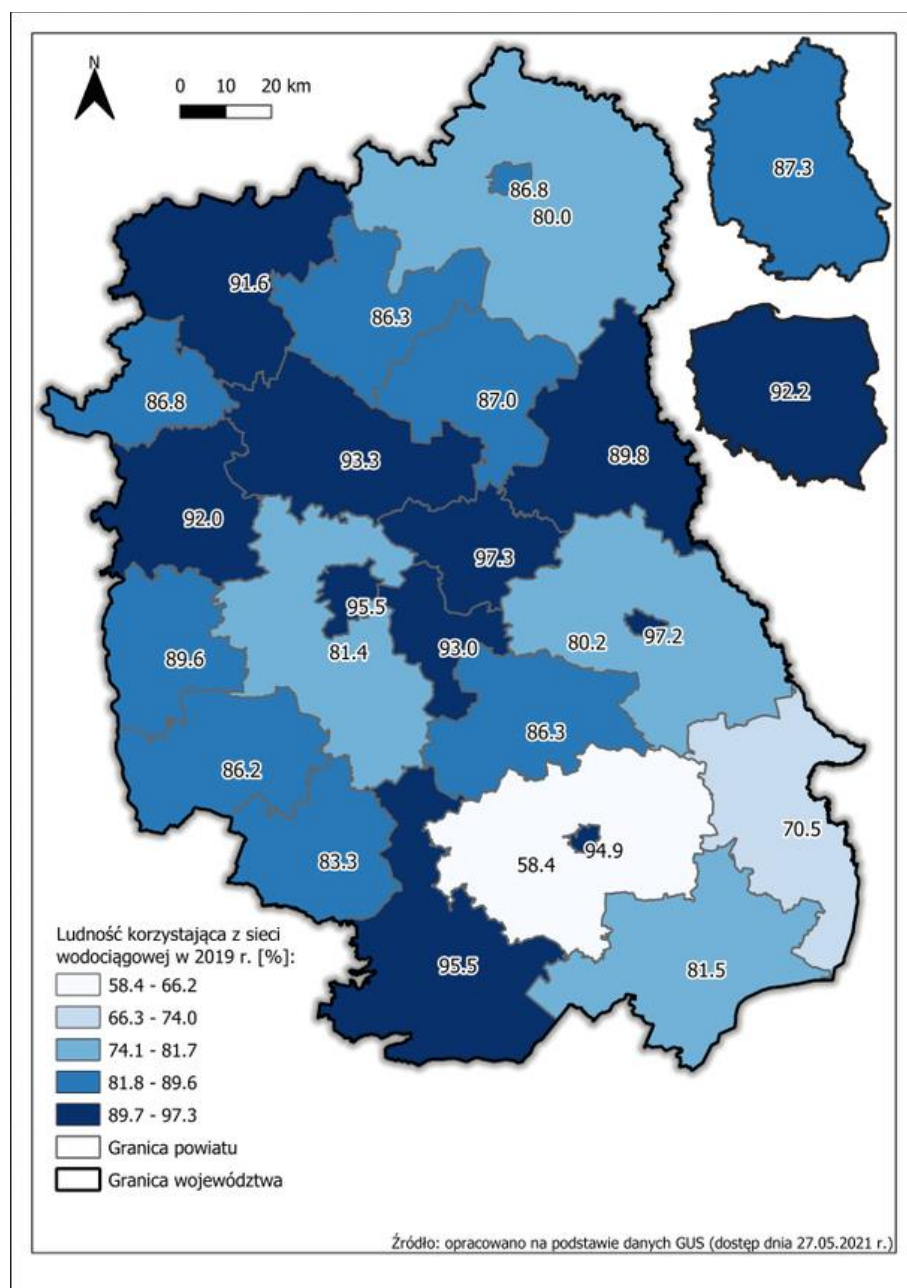 N
0 10 20 km
87.3
86.8
80.0
91.6
86.3
92.2
86.8
87.0
93.3
89.8
92.0
97.3
95.5
97.2
93.0
80.2
81.4
89.6
86.3
86.2
70.5
83.3
58.4
94.9
95.5
81.5
Ludność korzystająca z sieci
wodociągowej w 2019 r. [%]:
58.4 - 66.2
66.3 - 74.0
74.1 - 81.7
81.8 - 89.6
89.7 - 97.3
Granica powiatu
Granica województwa
Źródło: opracowano na podstawie danych GUS (dostęp dnia 27.05.2021 r.)